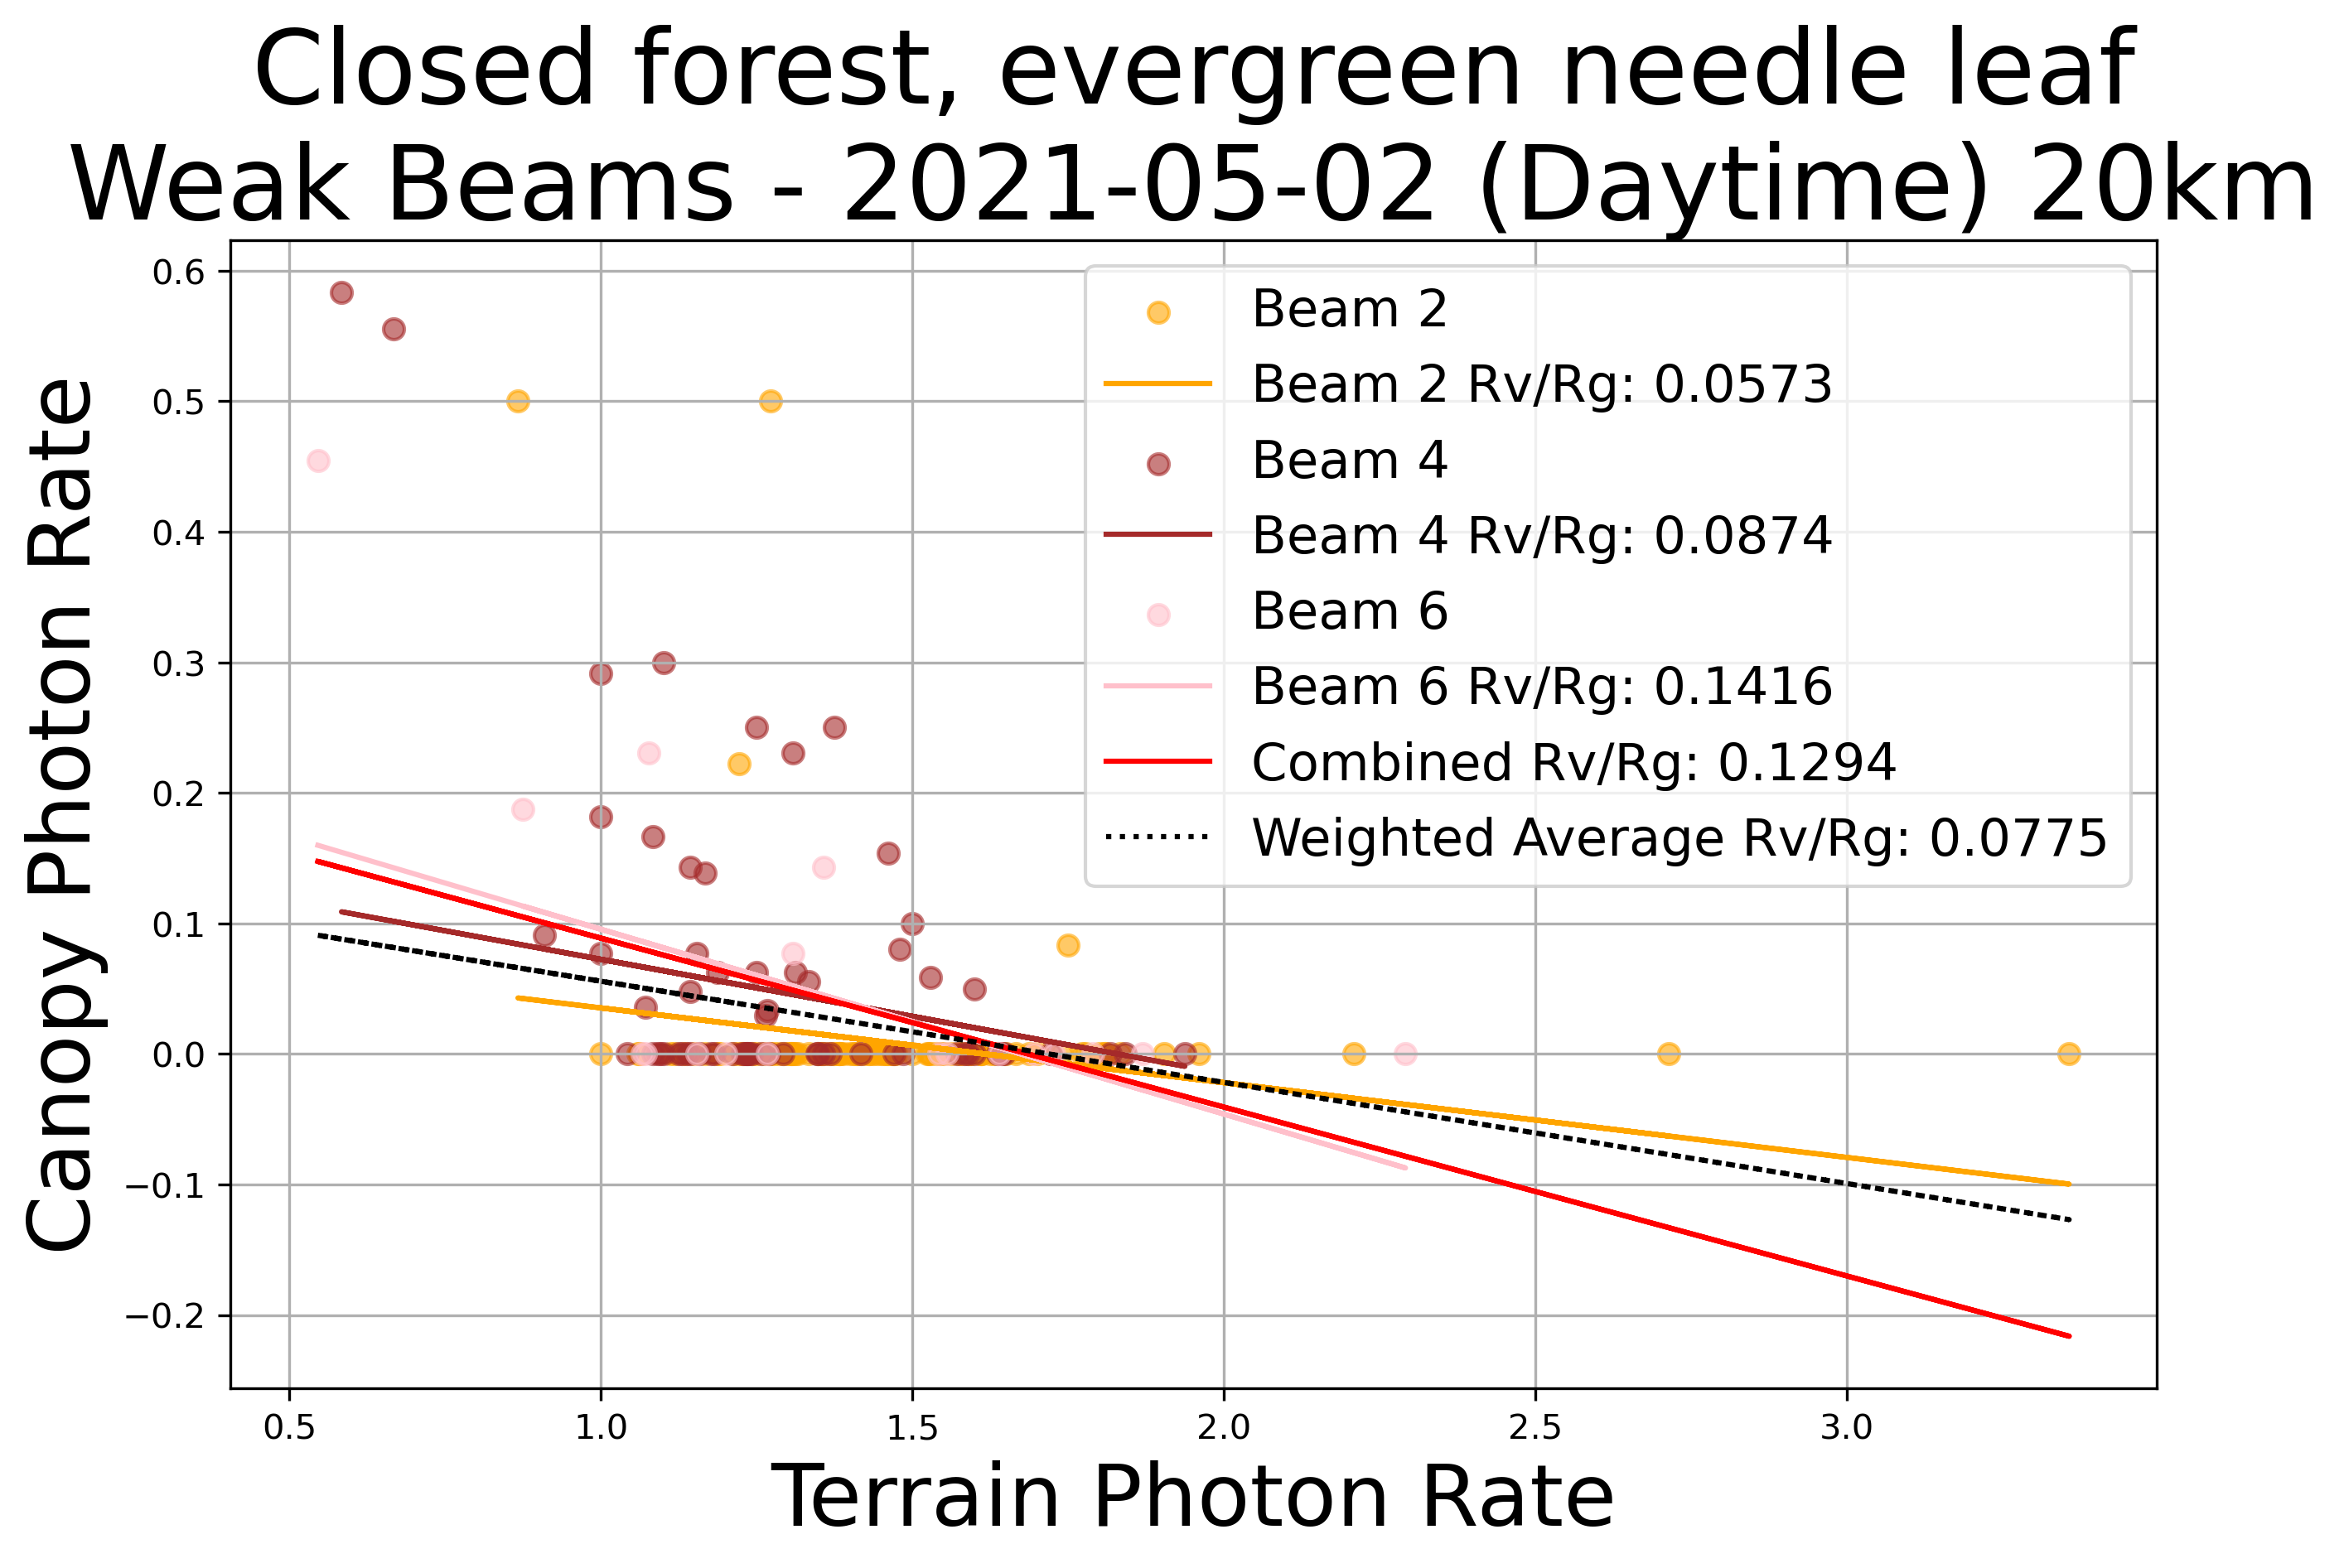 Closed forest, evergreen needle leaf
Weak Beams - 2021-05-02 (Daytime) 20km
Canopy Photon Rate
0.6
0.5
0.4
0.3
0.2
0.1
0.0
−0.1
−0.2
Beam 2
Beam 2 Rv/Rg: 0.0573
Beam 4
Beam 4 Rv/Rg: 0.0874
Beam 6
Beam 6 Rv/Rg: 0.1416
Combined Rv/Rg: 0.1294
Weighted Average Rv/Rg: 0.0775
0.5 1.0 1.5 2.0 2.5 3.0
Terrain Photon Rate